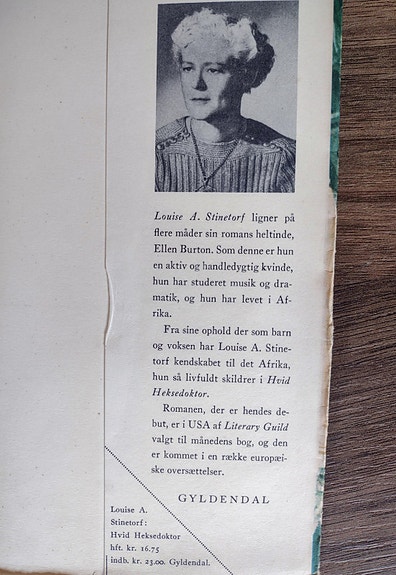 Louise A. Stinetorf ligner på
flere måder sin romans heltinde,
Ellen Burton. Som denne er hun
en aktiv og handledygtig kvinde,
hun har studeret musik og dra-
matik, og hun har levet i Af-
rika.
Fra sine ophold der som barn
og voksen har Louise A. Stine-
torf kendskabet til det Afrika,
hun så livfuldt skildrer i Hvid
Heksedoktor.
Romanen, der er hendes de-
but, er i USA af Literary Guild
valgt til månedens bog, og den
er kommet i en række europæi-
ske oversættelser.
GYLDENDAL
Louise A.
Stinetorf:
Hvid Heksedoktor
hft. kr. 16.75
indb. kr. 23.00. Gyldendal.